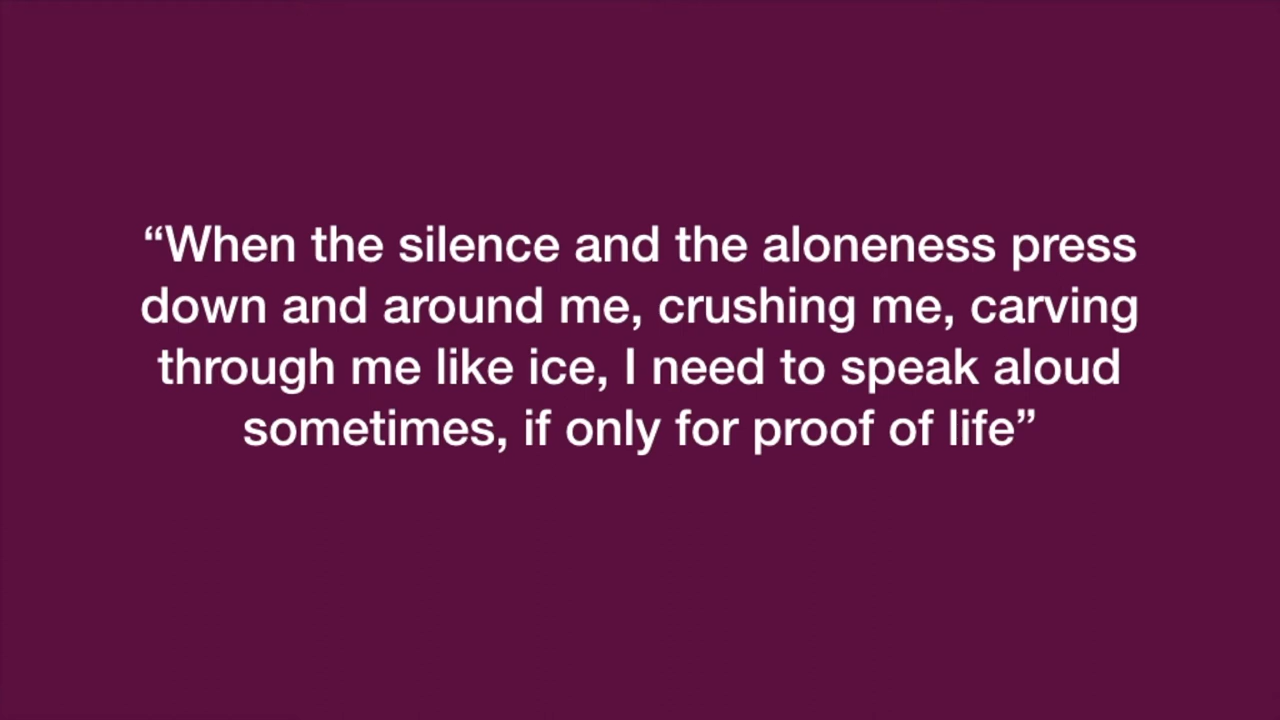 “When the silence and the aloneness press
down and around me, crushing me, carving
through me like ice, I need to speak aloud
sometimes, if only for proof of life”